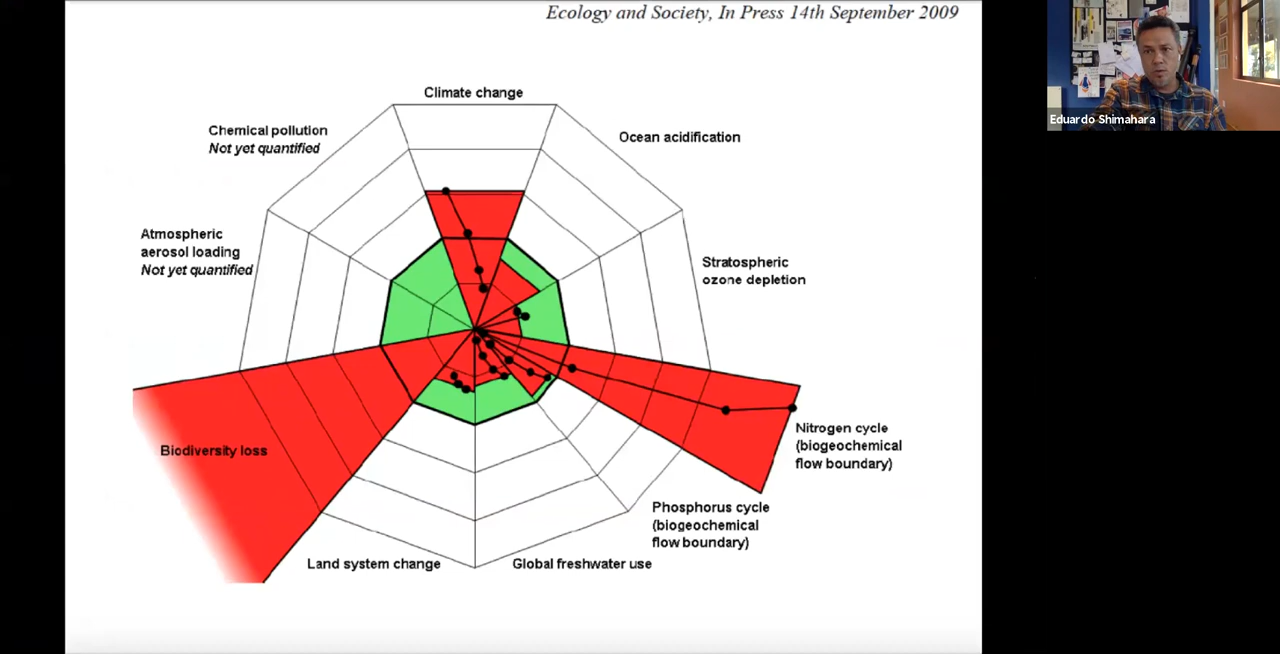 Ecology and Society, In Press 14th September 2009
Eduardo Shimahara
Climate change
Chemical pollution
Not yet quantified
Ocean acidification
Atmospheric
aerosol loading
Not yet quantified
Stratospheric
ozone depletion
Nitrogen cycle
(biogeochemical
flow boundary)
Biodiversity loss
Phosphorus cycle
(biogeochemical
flow boundary)
Land system change
Global freshwater use